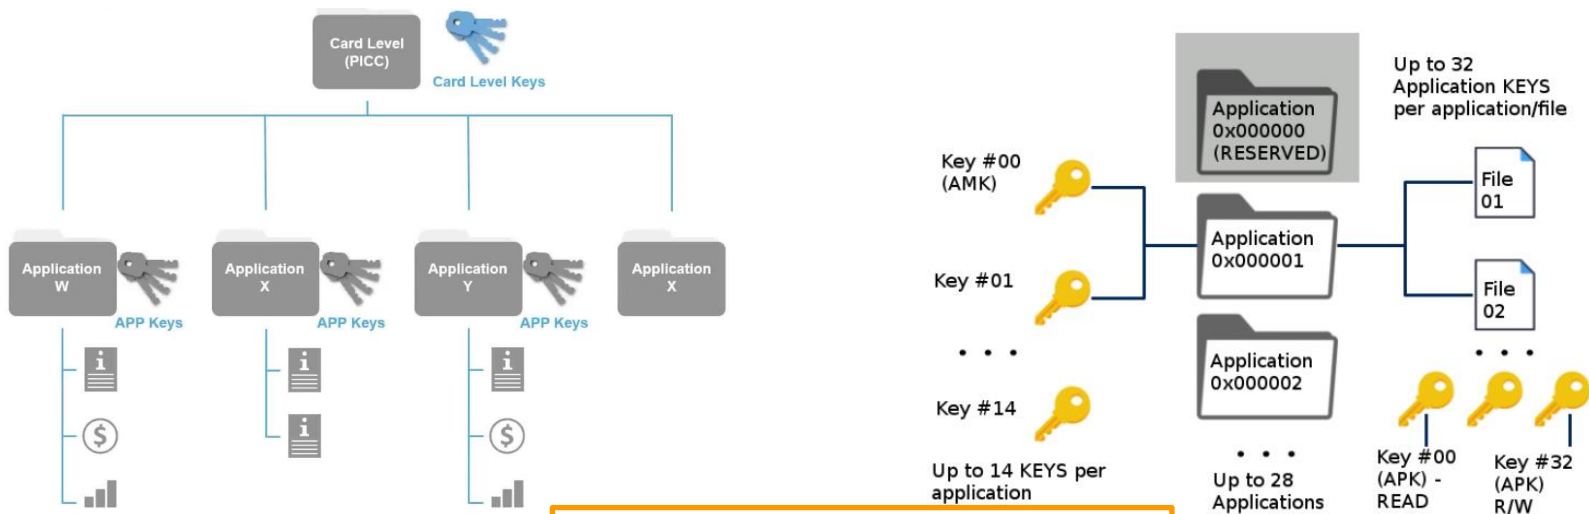 Card Level
(PICC)
Card Level Keys
Application
W
APP Keys
Application
X
APP Keys
Application
Y
APP Keys
Application
X
Key #00
(AMK)
Key #01
. . .
Key #14
Up to 14 KEYS per
application
Application
0x000000
(RESERVED)
Application
0x000001
Application
0x000002
. . .
Up to 28
Applications
Up to 32
Application KEYS
per application/file
File
01
File
02
. . .
Key #00
(APK) -
READ
Key #32
(APK)
R/W